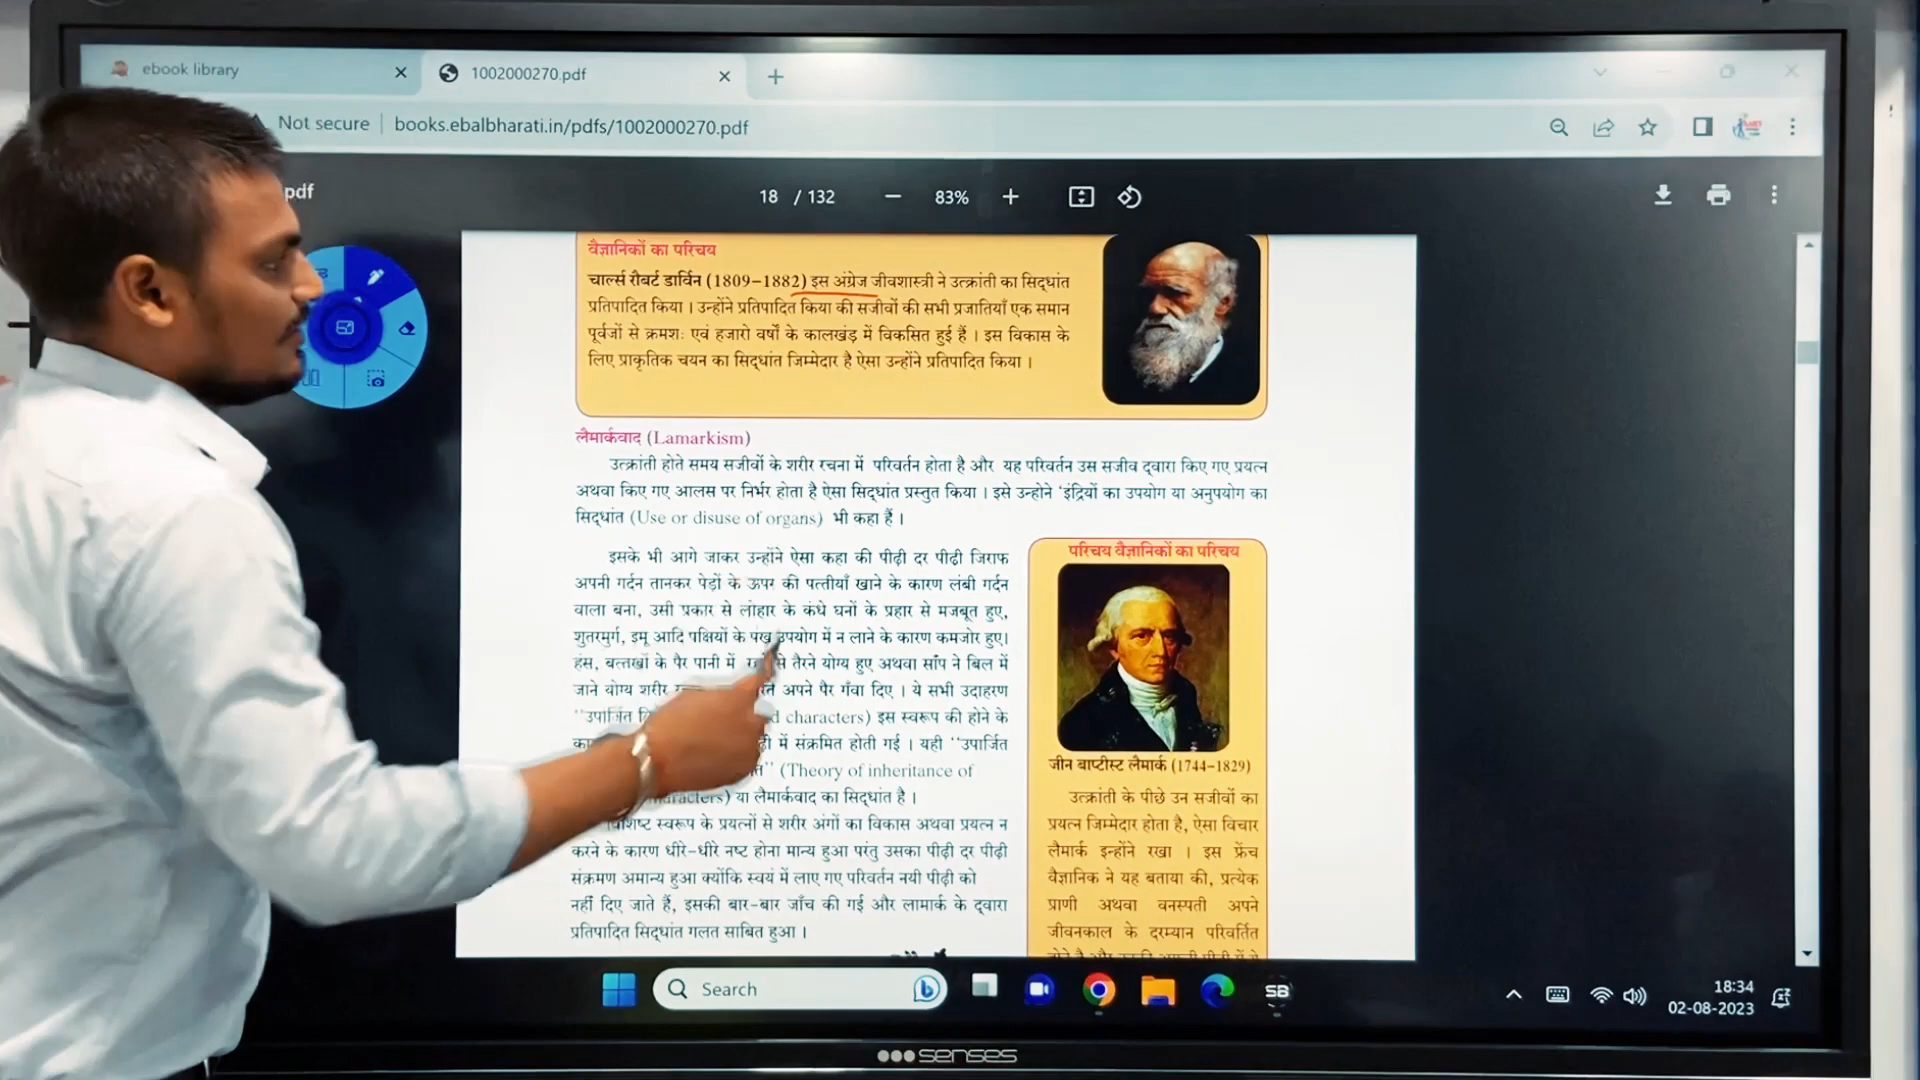 ebook library
1002000270.pdf
Not secure
books.ebalbharati.in/pdfs/1002000270.pdf
pdf
18 / 132
83%
वैज्ञानिकों का परिचय
चार्ल्स रॉबर्ट डार्विन (1809-1882) इस अंग्रेज जीवशास्त्री ने उत्क्रांती का सिद्धांत
प्रतिपादित किया । उन्होंने प्रतिपादित किया की सजीवों की सभी प्रजातियाँ एक समान
पूर्वजों से क्रमशः एवं हजारो वर्षों के कालखंड़ में विकसित हुई हैं । इस विकास के
लिए प्राकृतिक चयन का सिद्धांत जिम्मेदार है ऐसा उन्होंने प्रतिपादित किया ।
लैमार्कवाद (Lamarkism)
उत्क्रांती होते समय सजीवों के शरीर रचना में परिवर्तन होता है और यह परिवर्तन उस सजीव द्वारा किए गए प्रयत्न
अथवा किए गए आलस पर निर्भर होता है ऐसा सिद्धांत प्रस्तुत किया । इसे उन्होने 'इंद्रियों का उपयोग या अनुपयोग का
सिद्धांत (Use or disuse of organs) भी कहा हैं ।
इसके भी आगे जाकर उन्होंने ऐसा कहा की पीढ़ी दर पीढ़ी जिराफ
अपनी गर्दन तानकर पेड़ों के ऊपर की पत्तीयाँ खाने के कारण लंबी गर्दन
वाला बना, उसी प्रकार से लोहार के कंधे घनों के प्रहार से मजबूत हुए,
शुतरमुर्ग, इमू आदि पक्षियों के पंख उपयोग में न लाने के कारण कमजोर हुए।
हंस, बत्तखों के पैर पानी में से तैरने योग्य हुए अथवा साँप ने बिल में
जाने योग्य शरीर अपने पैर गँवा दिए । ये सभी उदाहरण
''उपार्जित characters) इस स्वरूप की होने के
में संक्रमित होती गई । यही ''उपार्जित
(Theory of inheritance of
characters) या लैमार्कवाद का सिद्धांत है ।
विशिष्ट स्वरूप के प्रयत्नों से शरीर अंगों का विकास अथवा प्रयत्न न
करने के कारण धीरे-धीरे नष्ट होना मान्य हुआ परंतु उसका पीढ़ी दर पीढ़ी
संक्रमण अमान्य हुआ क्योंकि स्वयं में लाए गए परिवर्तन नयी पीढ़ी को
नहीं दिए जाते हैं, इसकी बार-बार जाँच की गई और लामार्क के द्वारा
प्रतिपादित सिद्धांत गलत साबित हुआ ।
परिचय वैज्ञानिकों का परिचय
जीन बाप्टीस्ट लैमार्क (1744-1829)
उत्क्रांती के पीछे उन सजीवों का
प्रयत्न जिम्मेदार होता है, ऐसा विचार
लैमार्क इन्होंने रखा । इस फ्रेंच
वैज्ञानिक ने यह बताया की, प्रत्येक
प्राणी अथवा वनस्पती अपने
जीवनकाल के दरम्यान परिवर्तित
Search
SB
18:34
02-08-2023
senses